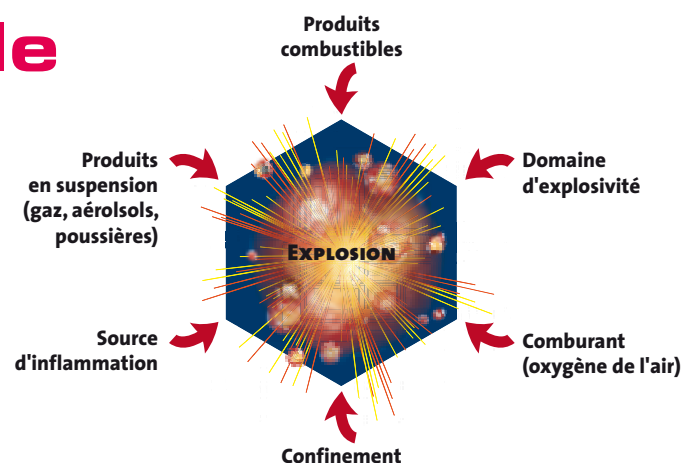 le
Produits
combustibles
Produits
en suspension
(gaz, aérolsols,
poussières)
Domaine
d'explosivité
EXPLOSION
Source
d'inflammation
Comburant
(oxygène de l'air)
Confinement